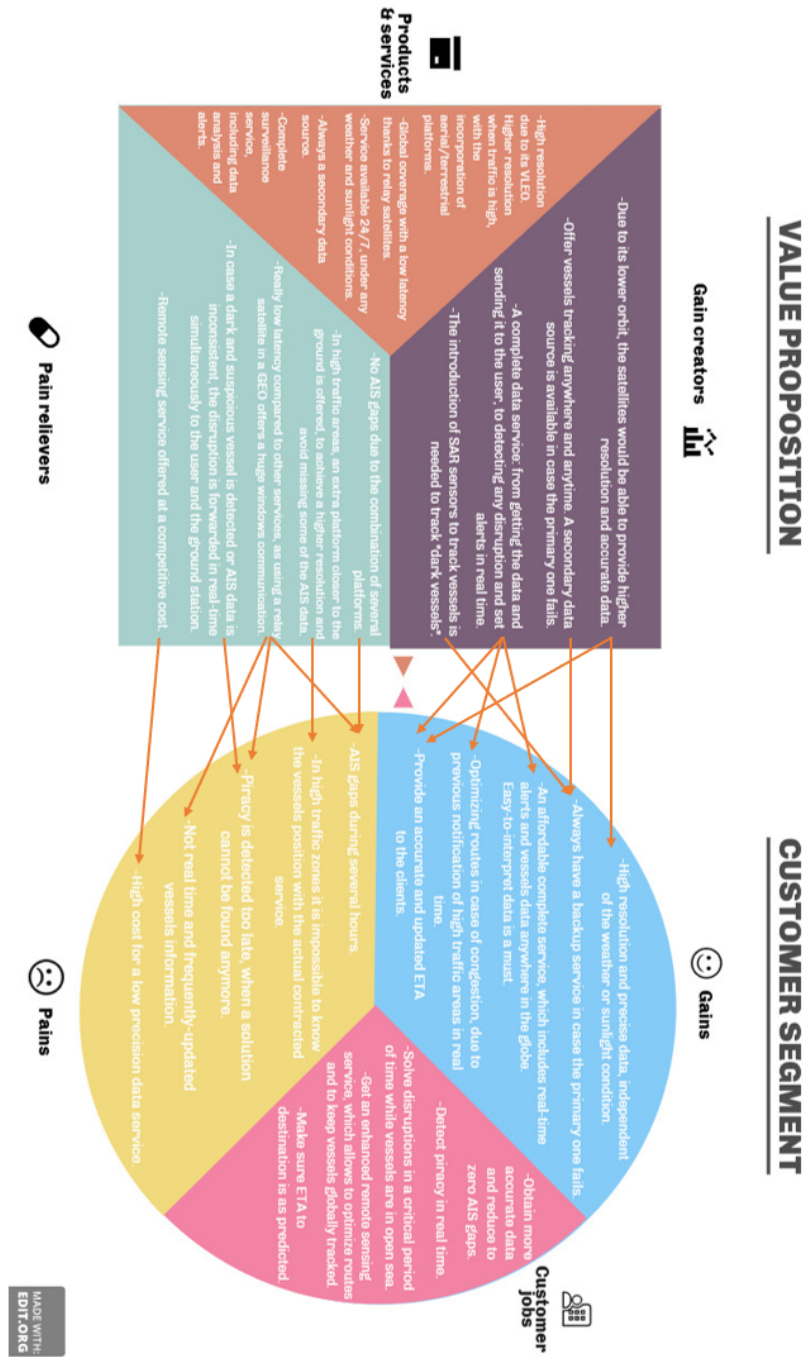 VALUE PROPOSITION
Gain creators
-Due to its lower orbit, the satellites would be able to provide higher
resolution and accurate data.
-Offer vessels tracking anywhere and anytime. A secondary data
source is available in case the primary one fails.
-A complete data service: from getting the data and
sending it to the user, to detecting any disruption and set
alerts in real time.
-The introduction of SAR sensors to track vessels is
needed to track "dark vessels".
Products
& services
-High resolution
due to its VLEO.
Higher resolution
when traffic is high,
with the
incorporation of
aerial/terrestrial
platforms.
-Global coverage with a low latency
thanks to relay satellites.
-Service available 24/7, under any
weather and sunlight conditions.
-Always a secondary data
source.
-Complete
surveillance
service,
including data
analysis and
alerts.
-No AIS gaps due to the combination of several
platforms.
-In high traffic areas, an extra platform closer to the
ground is offered, to achieve a higher resolution and
avoid missing some of the AIS data.
-Really low latency compared to other services, as using a relay
satellite in a GEO offers a huge windows communication.
-In case a dark and suspicious vessel is detected or AIS data is
inconsistent, the disruption is forwarded in real-time
simultaneously to the user and the ground station.
-Remote sensing service offered at a competitive cost.
Pain relievers
CUSTOMER SEGMENT
Gains
-High resolution and precise data, independent
of the weather or sunlight condition.
-Always have a backup service in case the primary one fails.
-An affordable complete service, which includes real-time
alerts and vessels data anywhere in the globe.
Easy-to-interpret data is a must.
-Optimizing routes in case of congestion, due to
previous notification of high traffic areas in real
time.
-Provide an accurate and updated ETA
to the clients.
Customer
jobs
-Obtain more
accurate data
and reduce to
zero AIS gaps.
-Detect piracy in real time.
-Solve disruptions in a critical period
of time while vessels are in open sea.
-Get an enhanced remote sensing
service, which allows to optimize routes
and to keep vessels globally tracked.
-Make sure ETA to
destination is as predicted.
-AIS gaps during several hours.
-In high traffic zones it is impossible to know
the vessels position with the actual contracted
service.
-Piracy is detected too late, when a solution
cannot be found anymore.
-Not real time and frequently-updated
vessels information.
-High cost for a low precision data service.
Pains
MADE WITH:
EDIT.ORG